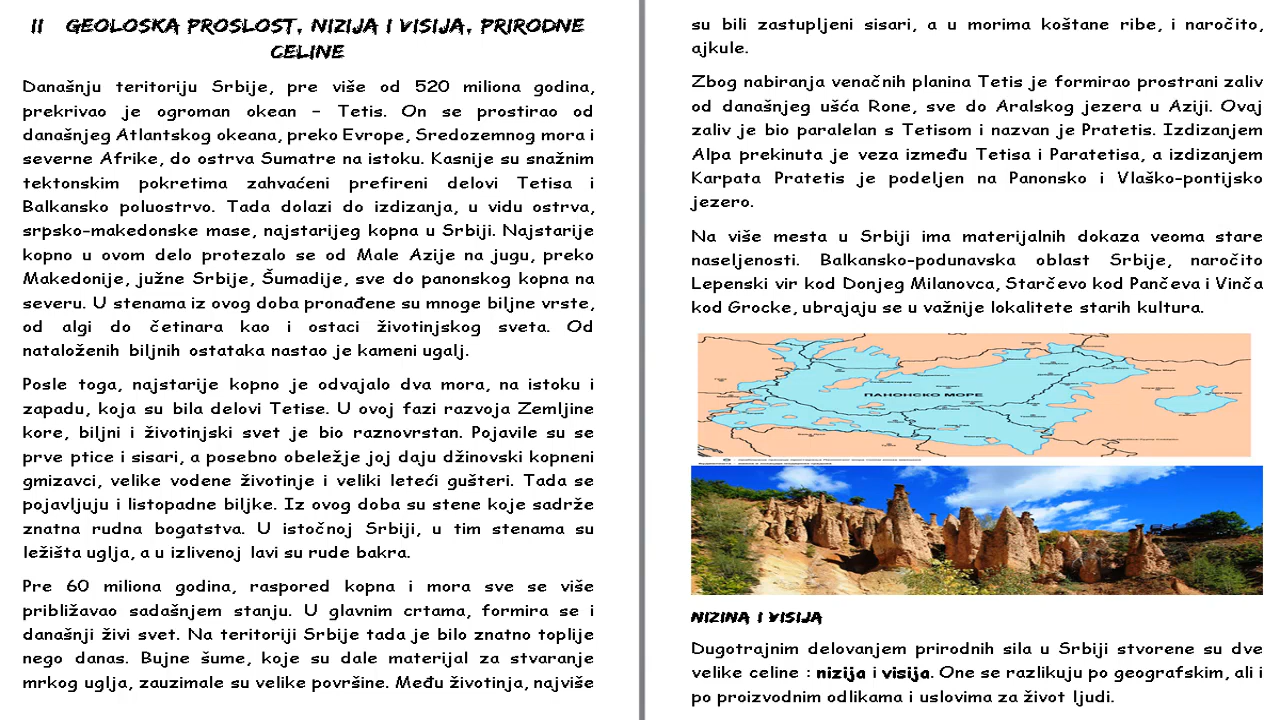 II GEOLOSKA PROSLOST, NIZIJA I VISIJA, PRIRODNE
CELINE
Današnju teritoriju Srbije, pre više od 520 miliona godina,
prekrivao je ogroman okean – Tetis. On se prostirao od
današnjeg Atlantskog okeana, preko Evrope, Sredozemnog mora i
severne Afrike, do ostrva Sumatre na istoku. Kasnije su snažnim
tektonskim pokretima zahvaćeni prefireni delovi Tetisa i
Balkansko poluostrvo. Tada dolazi do izdizanja, u vidu ostrva,
srpsko-makedonske mase, najstarijeg kopna u Srbiji. Najstarije
kopno u ovom delo protezalo se od Male Azije na jugu, preko
Makedonije, južne Srbije, Šumadije, sve do panonskog kopna na
severu. U stenama iz ovog doba pronađene su mnoge biljne vrste,
od algi do četinara kao i ostaci životinjskog sveta. Od
nataloženih biljnih ostataka nastao je kameni ugalj.
Posle toga, najstarije kopno je odvajalo dva mora, na istoku i
zapadu, koja su bila delovi Tetise. U ovoj fazi razvoja Zemljine
kore, biljni i životinjski svet je bio raznovrstan. Pojavile su se
prve ptice i sisari, a posebno obeležje joj daju džinovski kopneni
gmizavci, velike vodene životinje i veliki leteći gušteri. Tada se
pojavljuju i listopadne biljke. Iz ovog doba su stene koje sadrže
znatna rudna bogatstva. U istočnoj Srbiji, u tim stenama su
ležišta uglja, a u izlivenoj lavi su rude bakra.
Pre 60 miliona godina, raspored kopna i mora sve se više
približavao sadašnjem stanju. U glavnim crtama, formira se i
današnji živi svet. Na teritoriji Srbije tada je bilo znatno toplije
nego danas. Bujne šume, koje su dale materijal za stvaranje
mrkog uglja, zauzimale su velike površine. Među životinja, najviše
su bili zastupljeni sisari, a u morima koštane ribe, i naročito,
ajkule.
Zbog nabiranja venačnih planina Tetis je formirao prostrani zaliv
od današnjeg ušća Rone, sve do Aralskog jezera u Aziji. Ovaj
zaliv je bio paralelan s Tetisom i nazvan je Pratetis. Izdizanjem
Alpa prekinuta je veza između Tetisa i Paratetisa, a izdizanjem
Karpata Pratetis je podeljen na Panonsko i Vlaško-pontijsko
jezero.
Na više mesta u Srbiji ima materijalnih dokaza veoma stare
naseljenosti. Balkansko-podunavska oblast Srbije, naročito
Lepenski vir kod Donjeg Milanovca, Starčevo kod Pančeva i Vinča
kod Grocke, ubrajaju se u važnije lokalitete starih kultura.
ПАНОНСКО МОРЕ
NIZINA I VISIJA
Dugotrajnim delovanjem prirodnih sila u Srbiji stvorene su dve
velike celine : nizija i visija. One se razlikuju po geografskim, ali i
po proizvodnim odlikama i uslovima za život ljudi.